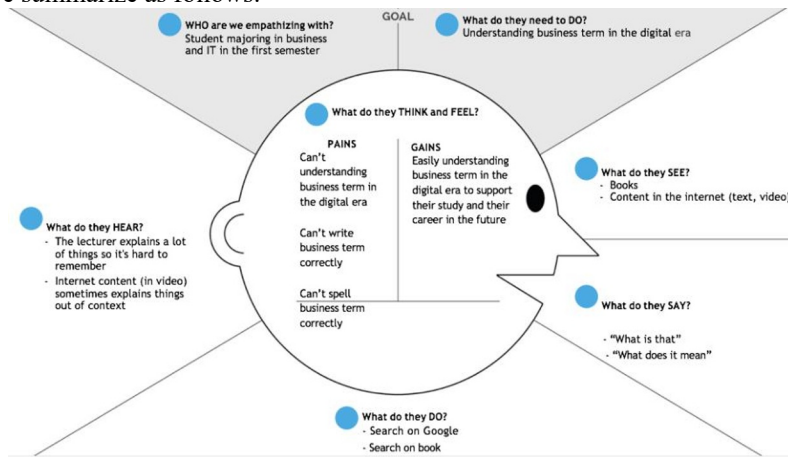 e summarize as follows:
GOAL
WHO are we empathizing with?
Student majoring in business
and IT in the first semester
What do they need to DO?
Understanding business term in the digital era
What do they THINK and FEEL?
PAINS
Can't
understanding
business term in
the digital era
Can't write
business term
correctly
Can't spell
business term
correctly
GAINS
Easily understanding
business term in the
digital era to support
their study and their
career in the future
What do they SEE?
- Books
- Content in the internet (text, video)
What do they HEAR?
- The lecturer explains a lot
of things so it's hard to
remember
- Internet content (in video)
sometimes explains things
out of context
What do they SAY?
- "What is that"
- "What does it mean"
What do they DO?
- Search on Google
- Search on book